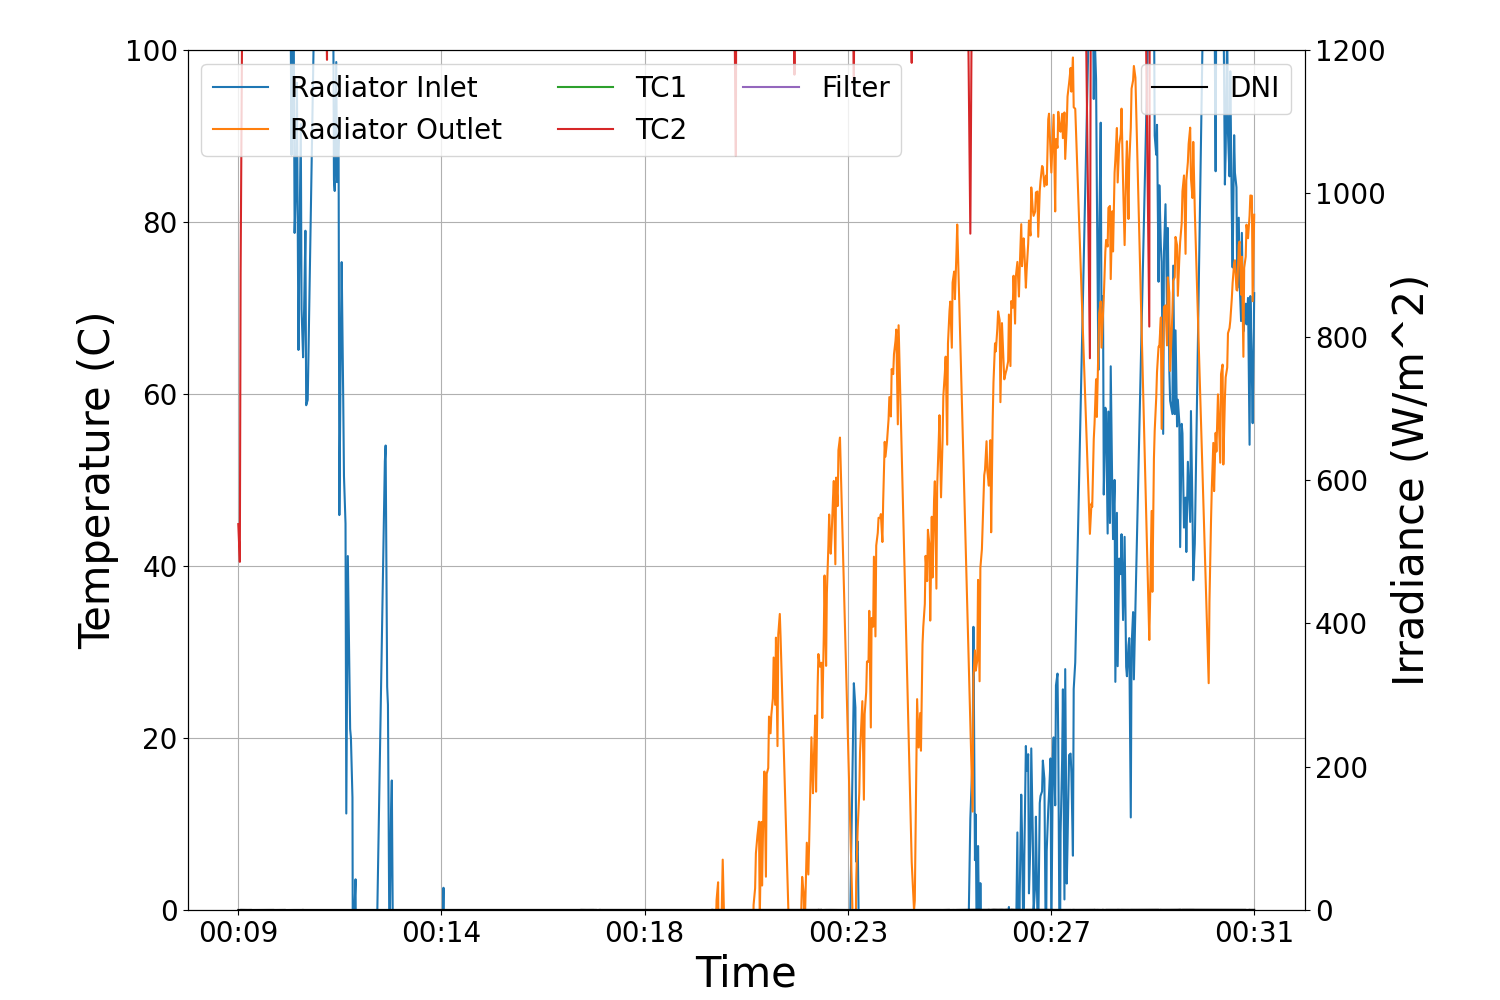 100
80
60
40
20
0
Temperature (C)
Radiator Inlet
Radiator Outlet
TC1
TC2
Filter
DNI
1200
1000
800
600
400
200
0
Irradiance (W/m^2)
00:09 00:14 00:18 00:23 00:27 00:31
Time